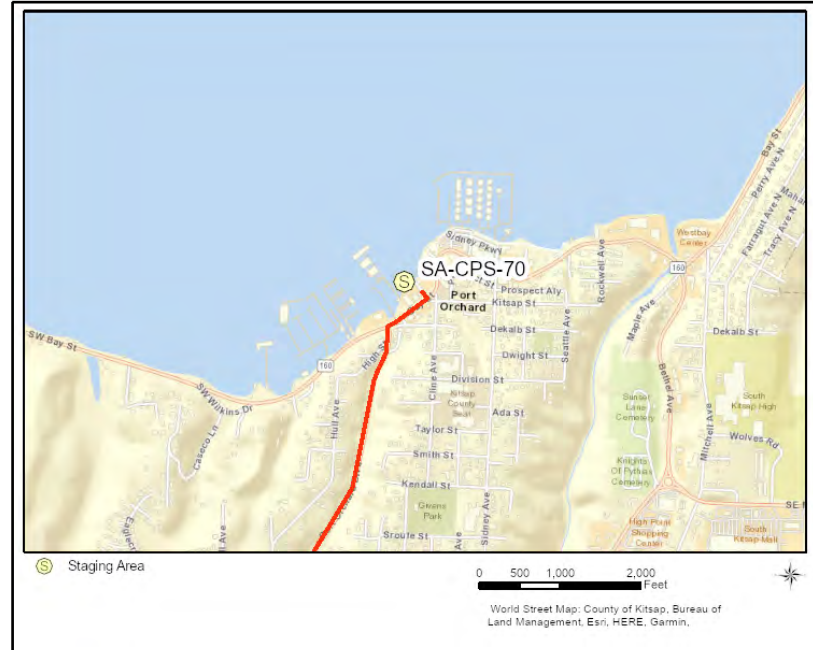 Bay St
Perry Ave N
Mahan
Farragut Ave N
Tracy Ave N
Westbay
Center
160
Sidney Pkwy
Rockwell Ave
S
SA-CPS-70
Prospect Aly
Port
Orchard
Kitsap St
Maple Ave
Dekalb St
Dekalb St
SW Bay St
160
High St
Dwight St
Seattle Ave
Bethel Ave
SW Wilkins Dr
Cline Ave
Division St
Kitsap
County
Seat
Sunset
Lane
Cemetery
South
Kitsap High
Hull Ave
Ada St
Mitchell Ave
Caseco Ln
Taylor St
Wolves Rd
Smith St
Knights
Of Pythias
Cemetery
Kendall St
Givens
Park
Sidney Ave
SE
High Point
Shopping
Center
South
Kitsap Mall
Sroufe St
Ave
S Staging Area
0 500 1,000 2,000
Feet
World Street Map: County of Kitsap, Bureau of
Land Management, Esri, HERE, Garmin,